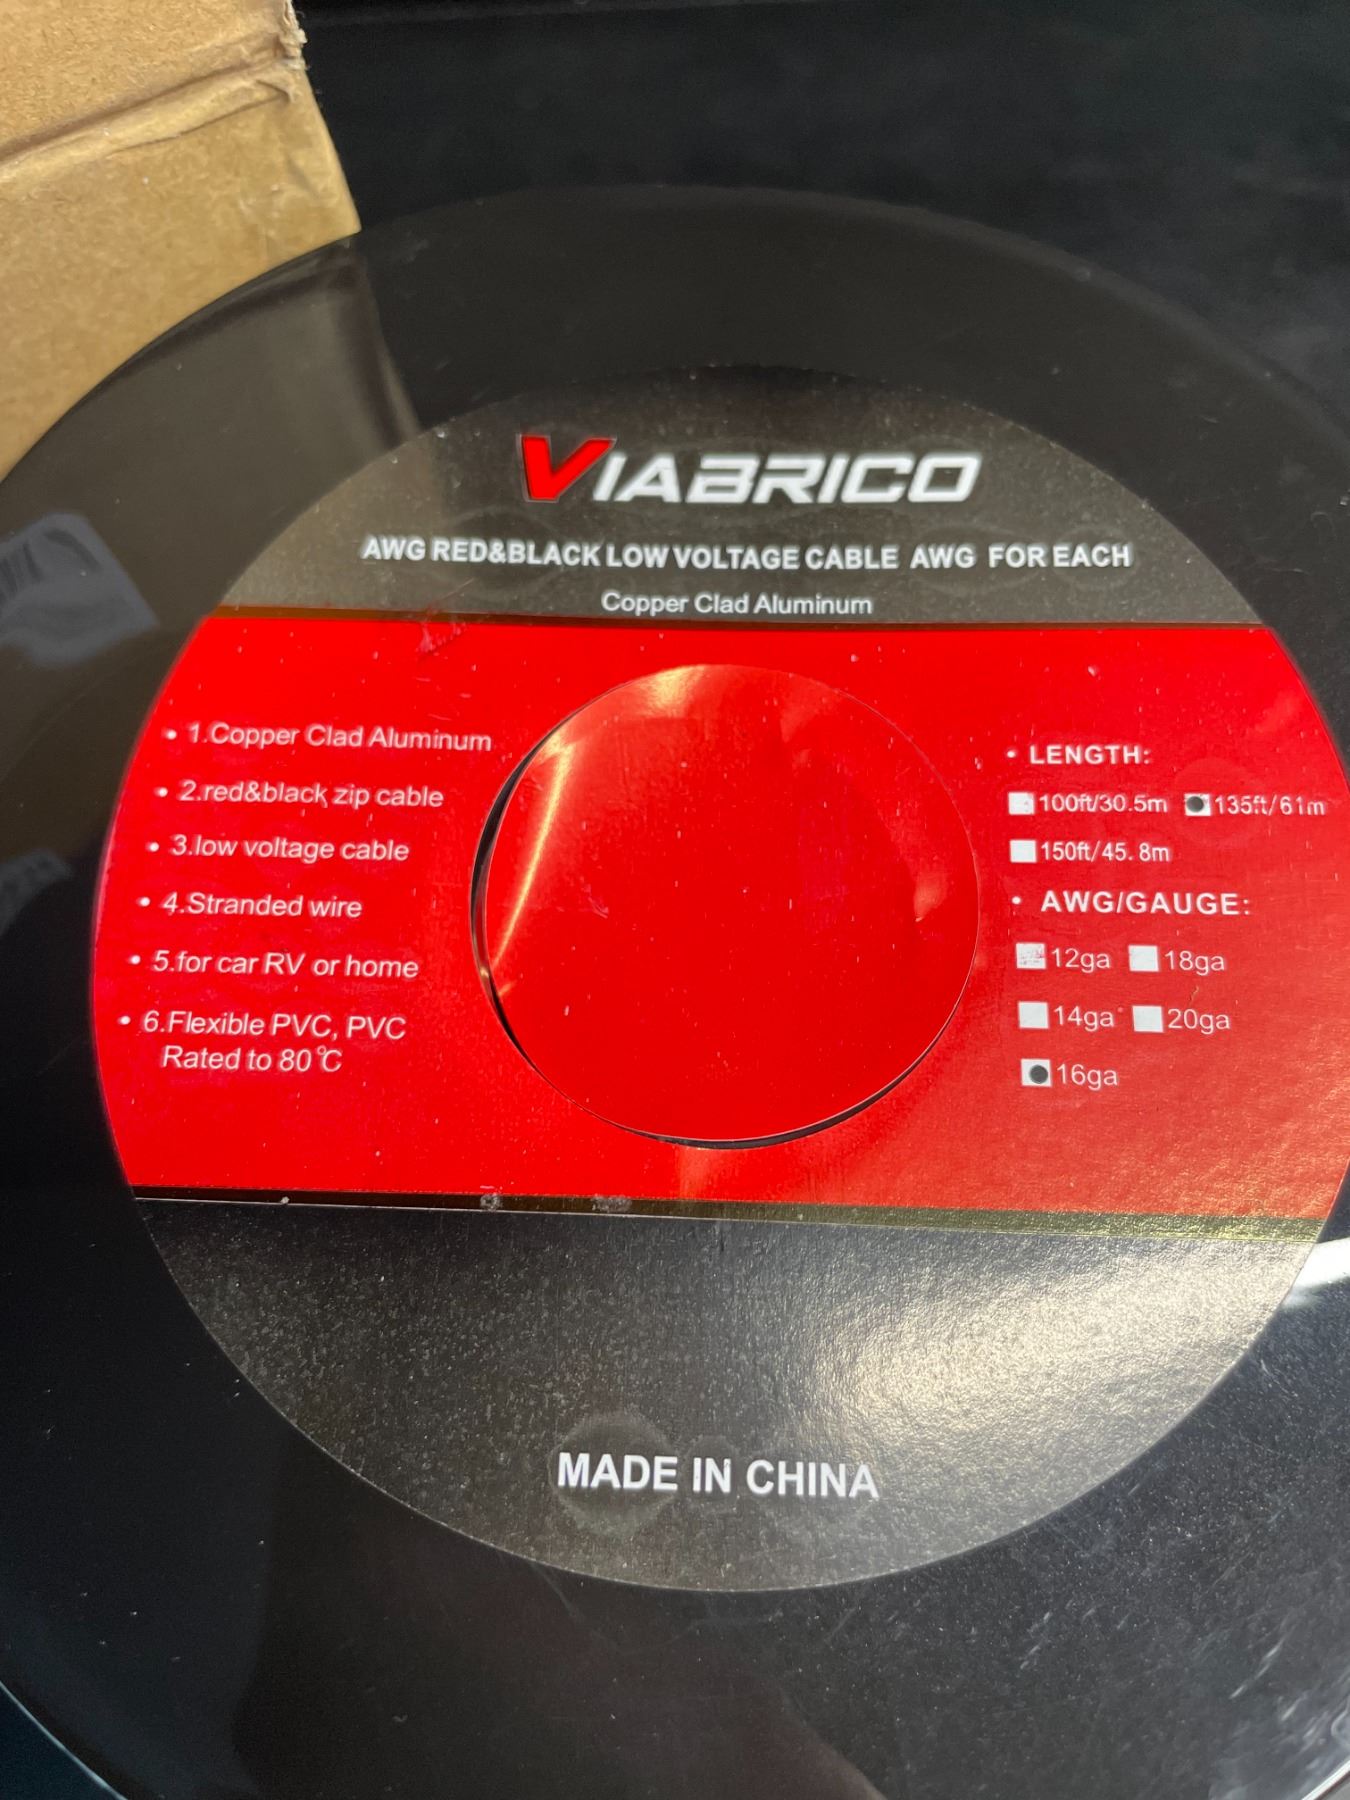 VIABRICO
AWG RED&BLACK LOW VOLTAGE CABLE AWG FOR EACH
Copper Clad Aluminum
• 1.Copper Clad Aluminum
• 2.red&black zip cable
• 3.low voltage cable
• 4.Stranded wire
• 5.for car RV or home
• 6.Flexible PVC, PVC
Rated to 80℃
• LENGTH:
100ft/30.5m 135ft/61m
150ft/45.8m
• AWG/GAUGE:
12ga 18ga
14ga 20ga
16ga
MADE IN CHINA